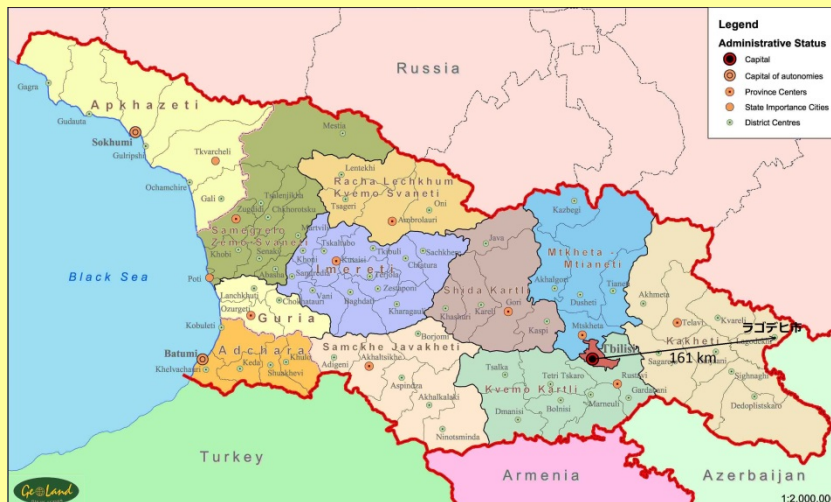 Legend
Administrative Status
Capital
Capital of autonomies
Province Centers
State Importance Cities
District Centres
Russia
Gagra
Apkhazeti
Gudauta
Sokhumi
Gulripshi
Tkvarcheli
Ochamchire
Gali
Mestia
Lentekhi
Racha Lechkhum
Kvemo Svaneti
Tsageri
Oni
Ambrolauri
Tsalenjikha
Zugdidi
Chkhorotsku
Samegrelo
Zemo Svaneti
Martvili
Khobi
Senaki
Abasha
Poti
Black Sea
Tskaltubo
Khoni
Kutaisi
Tkibuli
Sachkhere
Chiatura
Imereti
Samtredia
Terjola
Zestaponi
Vani
Baghdati
Kharagauli
Java
Shida Kartli
Gori
Khashuri
Kareli
Kaspi
Kazbegi
Mtkheta -
Mtianeti
Akhalgori
Tianeti
Dusheti
Mtskheta
Akhmeta
Telavi
Kvareli
ラゴデヒ市
Lagodekhi
Kakheti
Tbilisi
161 km
Sagarejo
Sighnaghi
Dedoplistskaro
Lanchkhuti
Ozurgeti
Chokhatauri
Guria
Kobuleti
Batumi
Adchara
Khelvachauri
Keda
Khulo
Shuakhevi
Borjomi
Samckhe Javakheti
Adigeni
Akhaltsikhe
Aspindza
Akhalkalaki
Ninotsminda
Tsalka
Tetri Tskaro
Rustavi
Gardabani
Kvemo Kartli
Marneuli
Bolnisi
Dmanisi
Turkey
Armenia
Azerbaijan
GeoLand
1:2.000.000